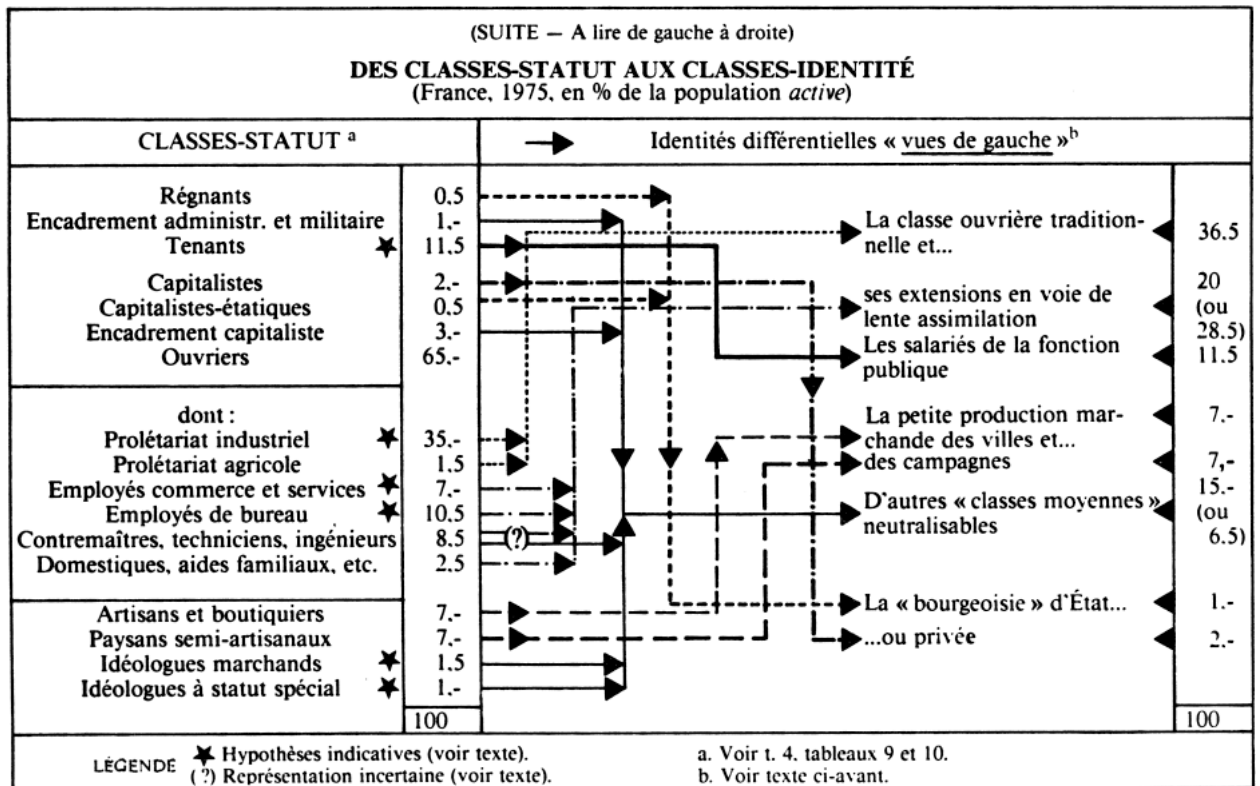 (SUITE — A lire de gauche à droite)
DES CLASSES-STATUT AUX CLASSES-IDENTITÉ
(France, 1975, en % de la population active)
CLASSES-STATUT a
Identités différentielles « vues de gauche »b
Régnants 0,5
Encadrement administr. et militaire 1,-
Tenants 11.5
Capitalistes 2,-
Capitalistes-étatiques 0,5
Encadrement capitaliste 3,-
Ouvriers 65,-
dont :
Prolétariat industriel 35,-
Prolétariat agricole 1,5
Employés commerce et services 7,-
Employés de bureau 10,5
Contremaîtres, techniciens, ingénieurs 8,5 (?)
Domestiques, aides familiaux, etc. 2,5
Artisans et boutiquiers 7,-
Paysans semi-artisanaux 7,-
Idéologues marchands 1,5
Idéologues à statut spécial 1,-
100
La classe ouvrière tradition-
nelle et... 36.5
20
ses extensions en voie de (ou
lente assimilation 28.5)
Les salariés de la fonction 11.5
publique
La petite production mar- 7.-
chande des villes et...
des campagnes 7,-
15.-
D'autres « classes moyennes » (ou
neutralisables 6.5)
La « bourgeoisie » d'État... 1.-
...ou privée 2.-
100
LÉGENDE
Hypothèses indicatives (voir texte).
(?) Représentation incertaine (voir texte).
a. Voir t. 4. tableaux 9 et 10.
b. Voir texte ci-avant.